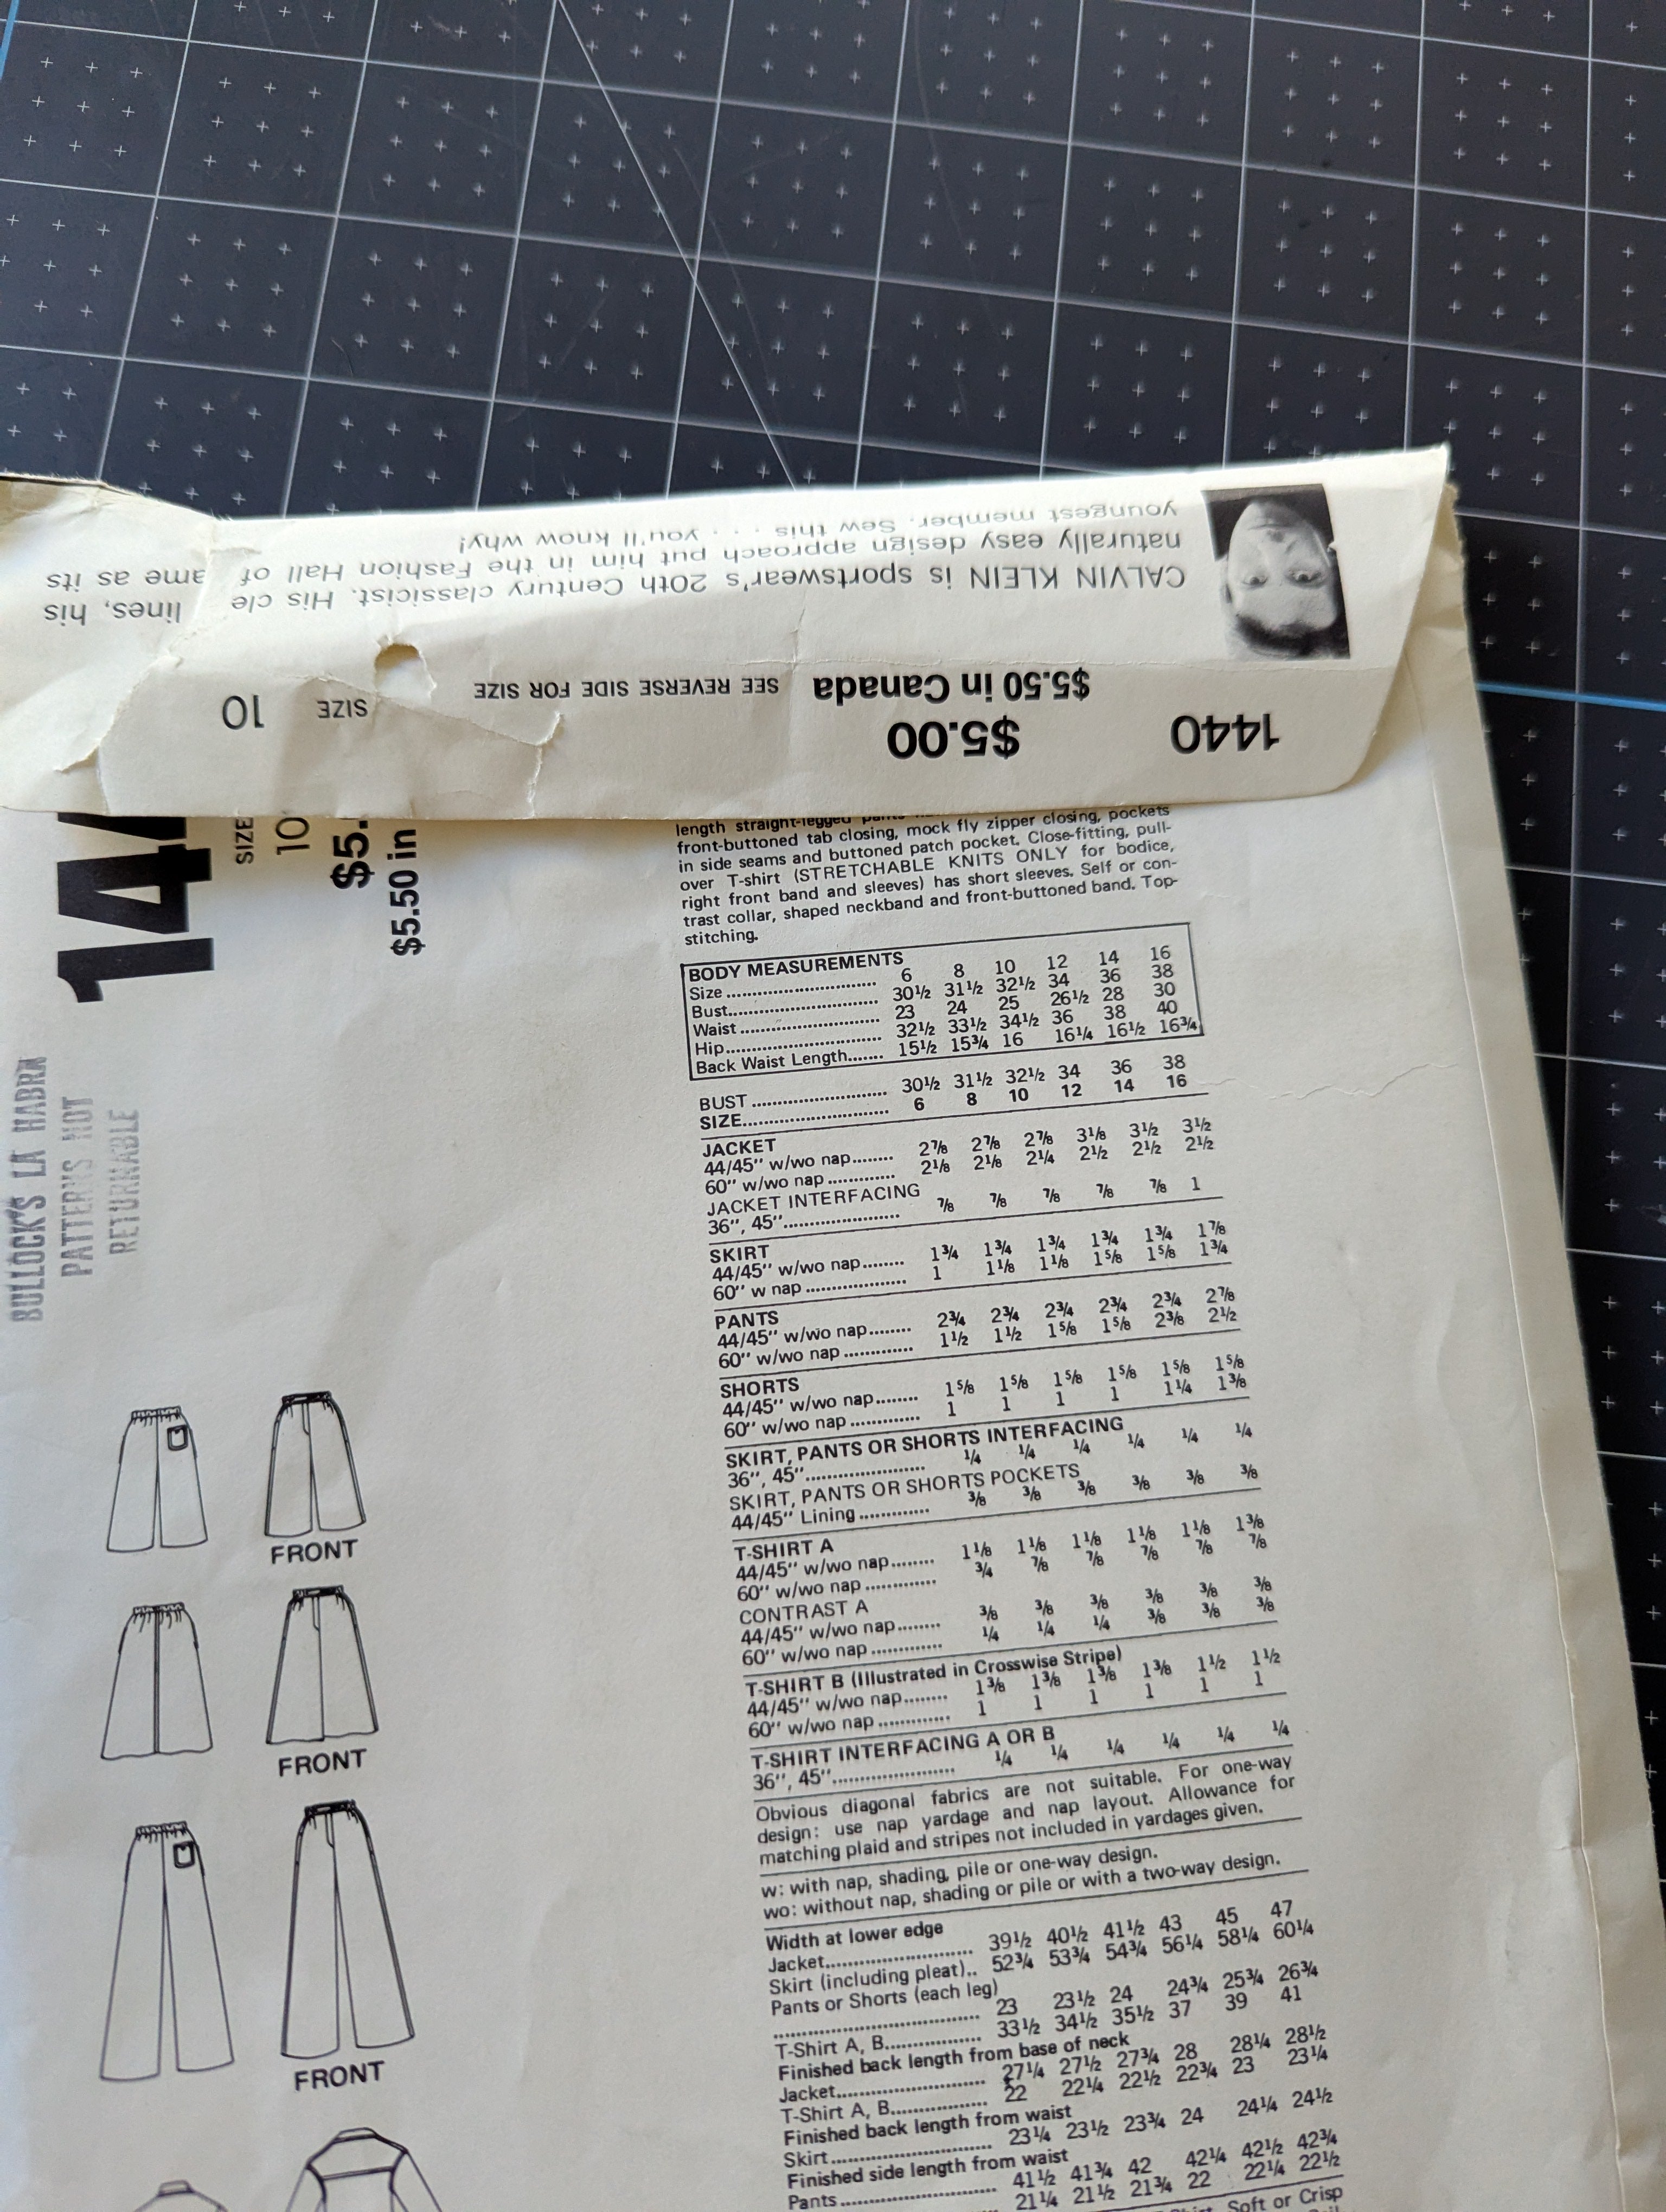 CALVIN KLEIN is sportswear's 20th Century classicist. His cle lines, his
naturally easy design approach put him in the Fashion Hall of ame as its
youngest member. Sew this . . . you'll know why!
1440 $5.00 SIZE 10
$5.50 in Canada SEE REVERSE SIDE FOR SIZE
144
SIZE
10
$5.
$5.50 in
BULLOCK'S LA HABRA
PATTERNS NOT
RETURNABLE
FRONT
FRONT
FRONT
length straight-legged
front-buttoned tab closing, mock fly zipper closing, pockets
in side seams and buttoned patch pocket. Close-fitting, pull-
over T-shirt (STRETCHABLE KNITS ONLY for bodice,
right front band and sleeves) has short sleeves. Self or con-
trast collar, shaped neckband and front-buttoned band. Top-
stitching.
BODY MEASUREMENTS
Size 6 8 10 12 14 16
Bust 30½ 31½ 32½ 34 36 38
Waist 23 24 25 26½ 28 30
Hip 32½ 33½ 34½ 36 38 40
Back Waist Length 15½ 15¾ 16 16¼ 16½ 16¾
BUST 30½ 31½ 32½ 34 36 38
SIZE 6 8 10 12 14 16
JACKET
44/45" w/wo nap 2⅞ 2⅞ 2⅞ 3⅛ 3½ 3½
60" w/wo nap 2⅛ 2⅛ 2¼ 2½ 2½ 2½
JACKET INTERFACING
36", 45" ⅞ ⅞ ⅞ ⅞ ⅞ 1
SKIRT
44/45" w/wo nap 1¾ 1¾ 1¾ 1¾ 1¾ 1⅞
60" w nap 1 1⅛ 1⅛ 1⅝ 1⅝ 1¾
PANTS
44/45" w/wo nap 2¾ 2¾ 2¾ 2¾ 2¾ 2⅞
60" w/wo nap 1½ 1½ 1⅝ 1⅝ 2⅜ 2½
SHORTS
44/45" w/wo nap 1⅝ 1⅝ 1⅝ 1⅝ 1⅝ 1⅝
60" w/wo nap 1 1 1 1 1¼ 1⅜
SKIRT, PANTS OR SHORTS INTERFACING
36", 45" ¼ ¼ ¼ ¼ ¼ ¼
SKIRT, PANTS OR SHORTS POCKETS
44/45" Lining ⅜ ⅜ ⅜ ⅜ ⅜ ⅜
T-SHIRT A
44/45" w/wo nap 1⅛ 1⅛ 1⅛ 1⅛ 1⅛ 1⅜
60" w/wo nap ¾ ⅞ ⅞ ⅞ ⅞ ⅞
CONTRAST A
44/45" w/wo nap ⅜ ⅜ ⅜ ⅜ ⅜ ⅜
60" w/wo nap ¼ ¼ ¼ ⅜ ⅜ ⅜
T-SHIRT B (Illustrated in Crosswise Stripe)
44/45" w/wo nap 1⅜ 1⅜ 1⅜ 1⅜ 1½ 1½
60" w/wo nap 1 1 1 1 1 1
T-SHIRT INTERFACING A OR B
36", 45" ¼ ¼ ¼ ¼ ¼ ¼
Obvious diagonal fabrics are not suitable. For one-way
design: use nap yardage and nap layout. Allowance for
matching plaid and stripes not included in yardages given.
w: with nap, shading, pile or one-way design.
wo: without nap, shading or pile or with a two-way design.
Width at lower edge
Jacket 39½ 40½ 41½ 43 45 47
Skirt (including pleat) 52¾ 53¾ 54¾ 56¼ 58¼ 60¼
Pants or Shorts (each leg)
23 23½ 24 24¾ 25¾ 26¾
T-Shirt A, B 33½ 34½ 35½ 37 39 41
Finished back length from base of neck
Jacket 27¼ 27½ 27¾ 28 28¼ 28½
T-Shirt A, B 22 22¼ 22½ 22¾ 23 23¼
Finished back length from waist
Skirt 23¼ 23½ 23¾ 24 24¼ 24½
Finished side length from waist
Pants 41½ 41¾ 42 42¼ 42½ 42¾
21¼ 21½ 21¾ 22 22¼ 22½
Soft or Crisp